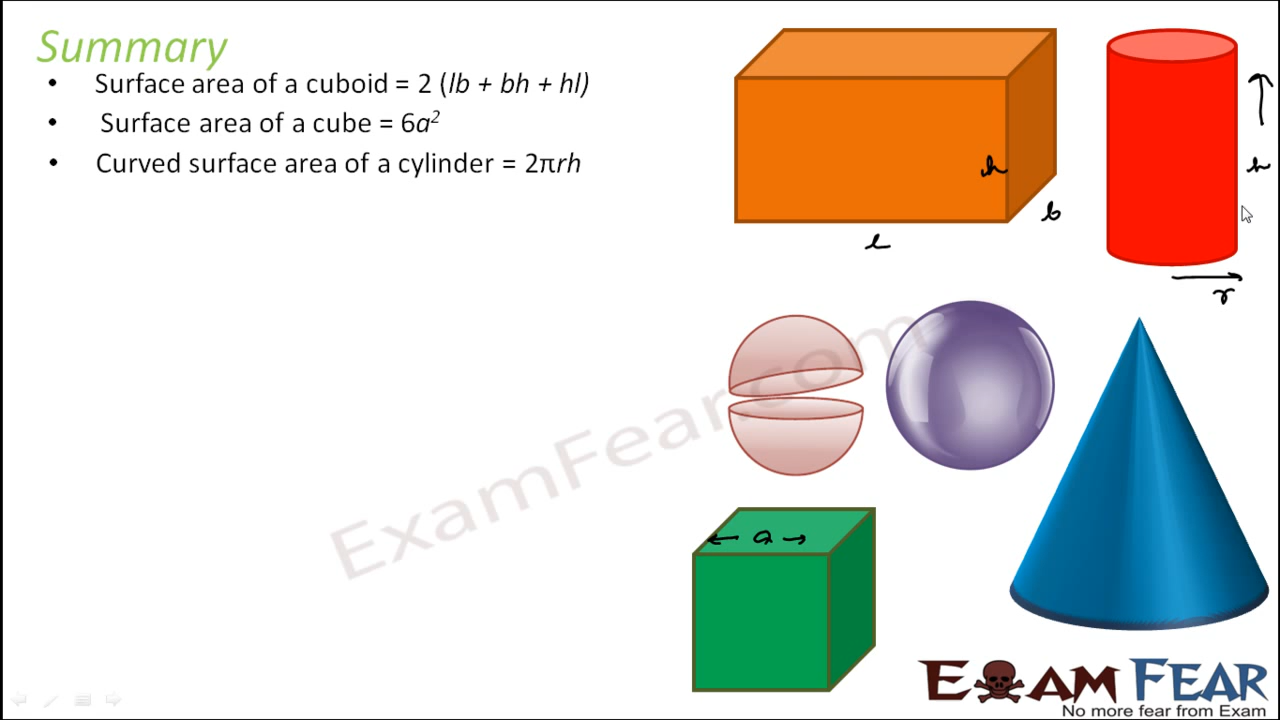 Summary
• Surface area of a cuboid = 2 (lb + bh + hl)
• Surface area of a cube = 6a²
• Curved surface area of a cylinder = 2πrh
h
b
l
h
r
ExamFear.com
a
EXAM FEAR
No more fear from Exam